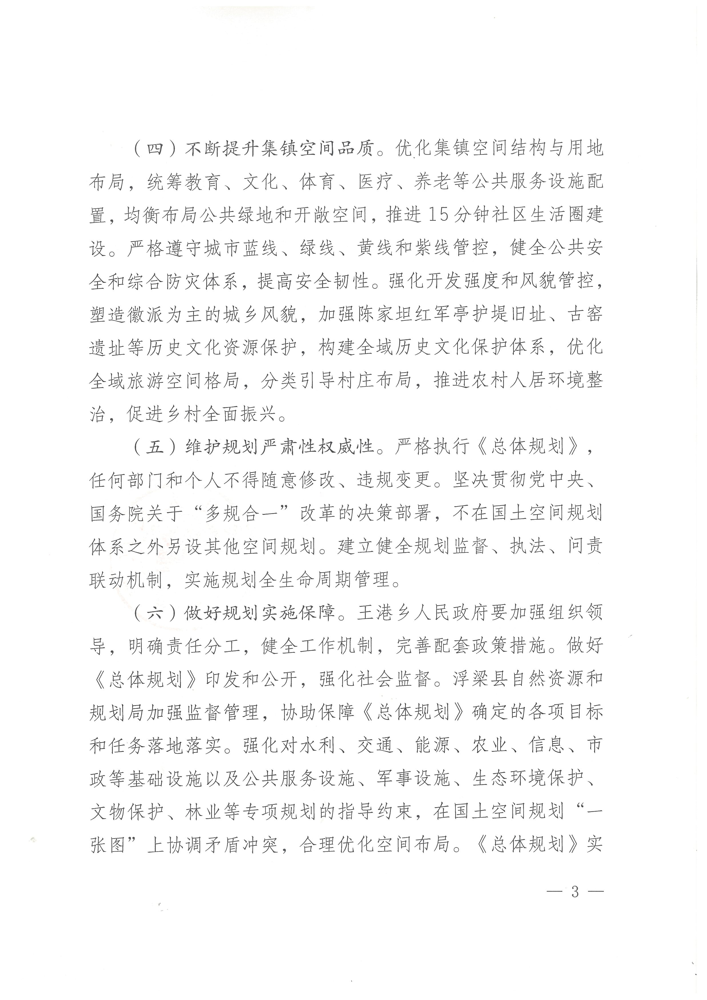 （四）不断提升集镇空间品质。优化集镇空间结构与用地
布局，统筹教育、文化、体育、医疗、养老等公共服务设施配
置，均衡布局公共绿地和开敞空间，推进15分钟社区生活圈建
设。严格遵守城市蓝线、绿线、黄线和紫线管控，健全公共安
全和综合防灾体系，提高安全韧性。强化开发强度和风貌管控，
塑造徽派为主的城乡风貌，加强陈家坦红军亭护堤旧址、古窑
遗址等历史文化资源保护，构建全域历史文化保护体系，优化
全域旅游空间格局，分类引导村庄布局，推进农村人居环境整
治，促进乡村全面振兴。
（五）维护规划严肃性权威性。严格执行《总体规划》，
任何部门和个人不得随意修改、违规变更。坚决贯彻党中央、
国务院关于“多规合一”改革的决策部署，不在国土空间规划
体系之外另设其他空间规划。建立健全规划监督、执法、问责
联动机制，实施规划全生命周期管理。
（六）做好规划实施保障。王港乡人民政府要加强组织领
导，明确责任分工，健全工作机制，完善配套政策措施。做好
《总体规划》印发和公开，强化社会监督。浮梁县自然资源和
规划局加强监督管理，协助保障《总体规划》确定的各项目标
和任务落地落实。强化对水利、交通、能源、农业、信息、市
政等基础设施以及公共服务设施、军事设施、生态环境保护、
文物保护、林业等专项规划的指导约束，在国土空间规划“一
张图”上协调矛盾冲突，合理优化空间布局。《总体规划》实
— 3 —